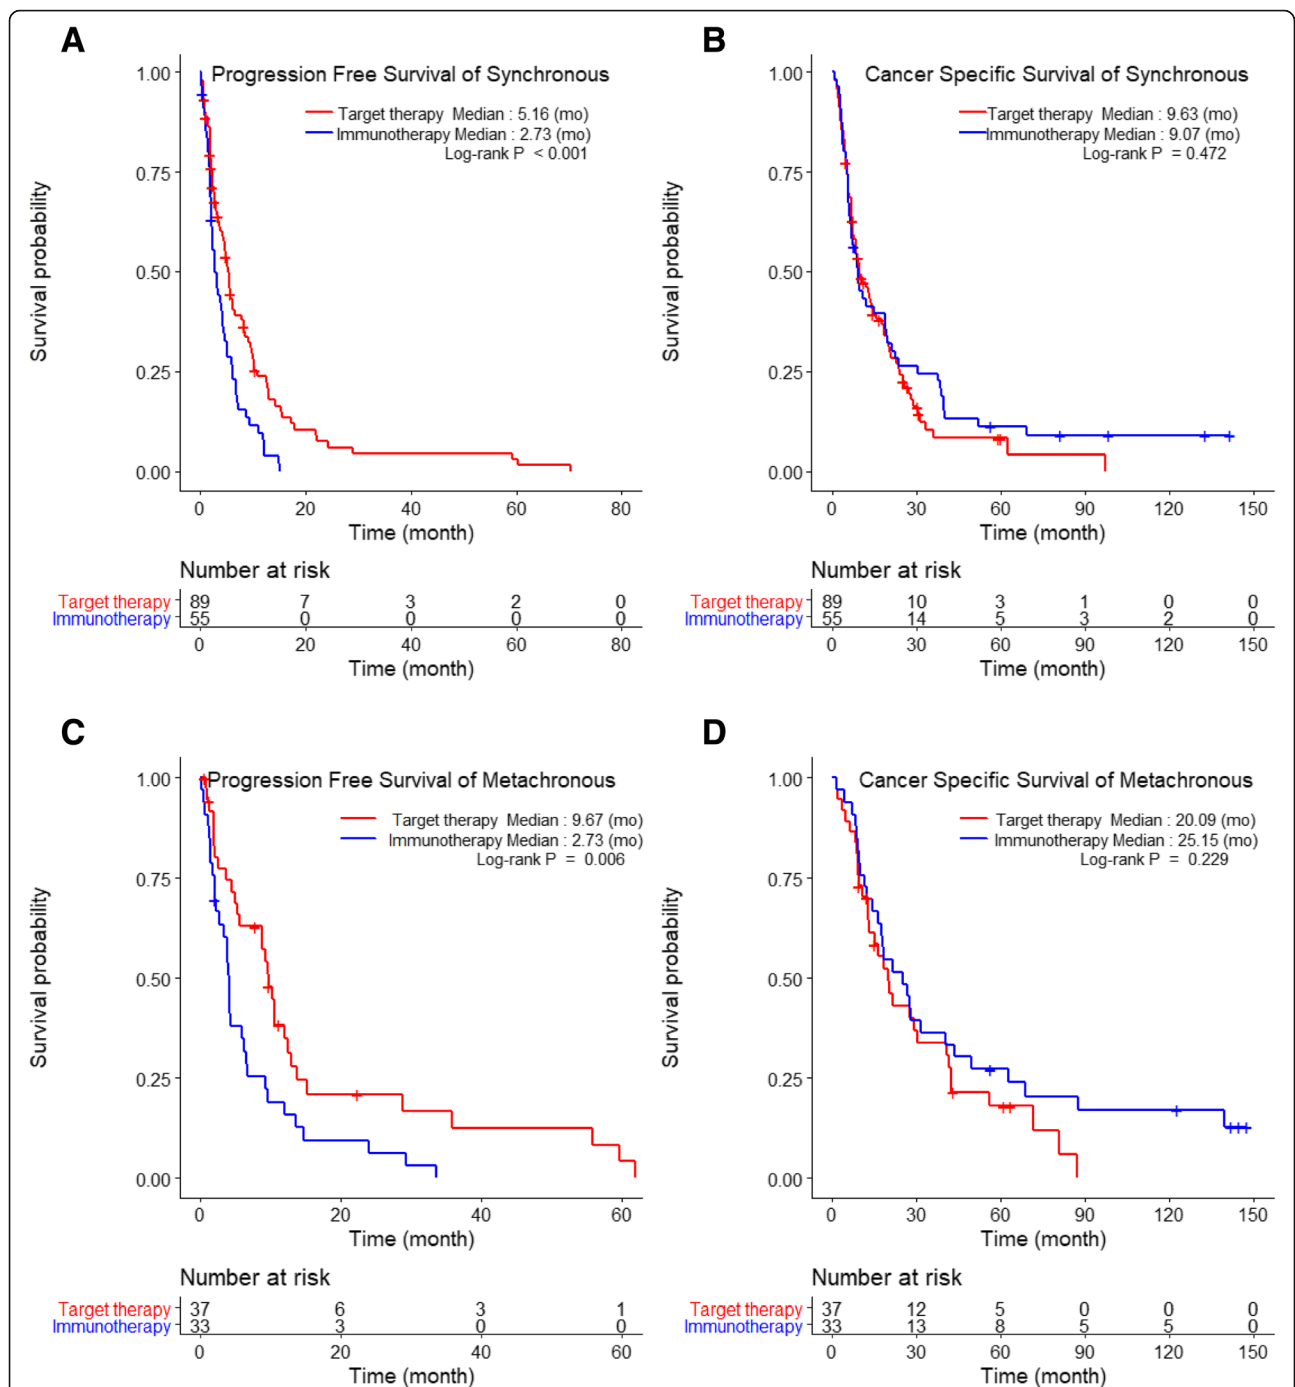 A
Progression Free Survival of Synchronous
Target therapy Median : 5.16 (mo)
Immunotherapy Median : 2.73 (mo)
Log-rank P < 0.001
Survival probability
1.00
0.75
0.50
0.25
0.00
0 20 40 60 80
Time (month)
Number at risk
Target therapy 89 7 3 2 0
Immunotherapy 55 0 0 0 0
0 20 40 60 80
Time (month)
B
Cancer Specific Survival of Synchronous
Target therapy Median : 9.63 (mo)
Immunotherapy Median : 9.07 (mo)
Log-rank P = 0.472
Survival probability
1.00
0.75
0.50
0.25
0.00
0 30 60 90 120 150
Time (month)
Number at risk
Target therapy 89 10 3 1 0 0
Immunotherapy 55 14 5 3 2 0
0 30 60 90 120 150
Time (month)
C
Progression Free Survival of Metachronous
Target therapy Median : 9.67 (mo)
Immunotherapy Median : 2.73 (mo)
Log-rank P = 0.006
Survival probability
1.00
0.75
0.50
0.25
0.00
0 20 40 60
Time (month)
Number at risk
Target therapy 37 6 3 1
Immunotherapy 33 3 0 0
0 20 40 60
Time (month)
D
Cancer Specific Survival of Metachronous
Target therapy Median : 20.09 (mo)
Immunotherapy Median : 25.15 (mo)
Log-rank P = 0.229
Survival probability
1.00
0.75
0.50
0.25
0.00
0 30 60 90 120 150
Time (month)
Number at risk
Target therapy 37 12 5 0 0 0
Immunotherapy 33 13 8 5 5 0
0 30 60 90 120 150
Time (month)